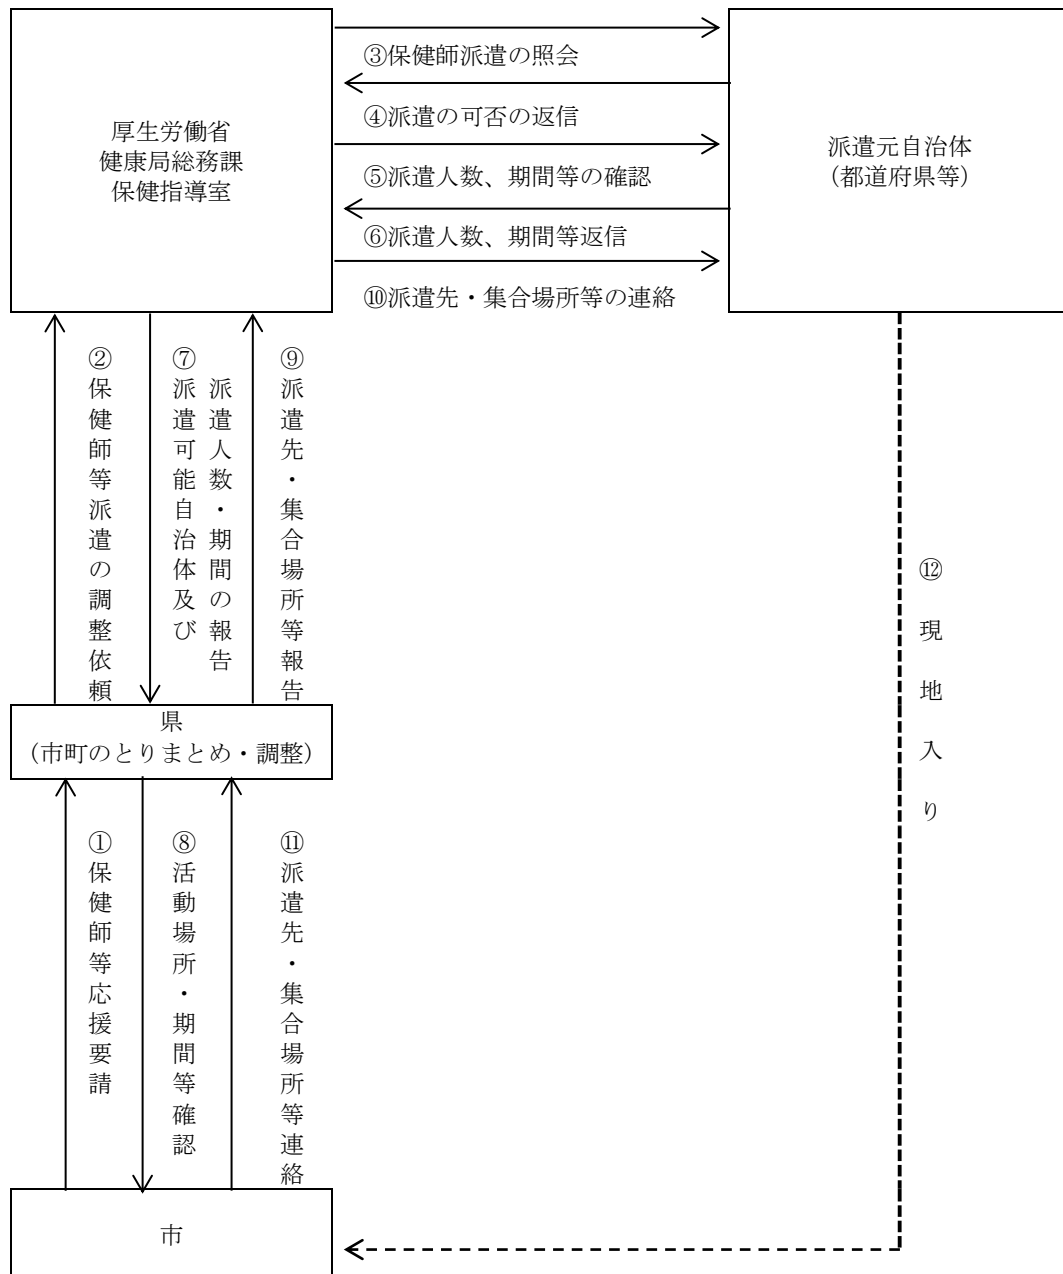 厚生労働省
健康局総務課
保健指導室
③保健師派遣の照会
④派遣の可否の返信
⑤派遣人数、期間等の確認
⑥派遣人数、期間等返信
⑩派遣先・集合場所等の連絡
派遣元自治体
(都道府県等)
②保健師等派遣の調整依頼
⑦派遣可能自治体及び
派遣人数・期間の報告
⑨派遣先・集合場所等報告
⑫現地入り
県
(市町のとりまとめ・調整)
①保健師等応援要請
⑧活動場所・期間等確認
⑪派遣先・集合場所等連絡
市